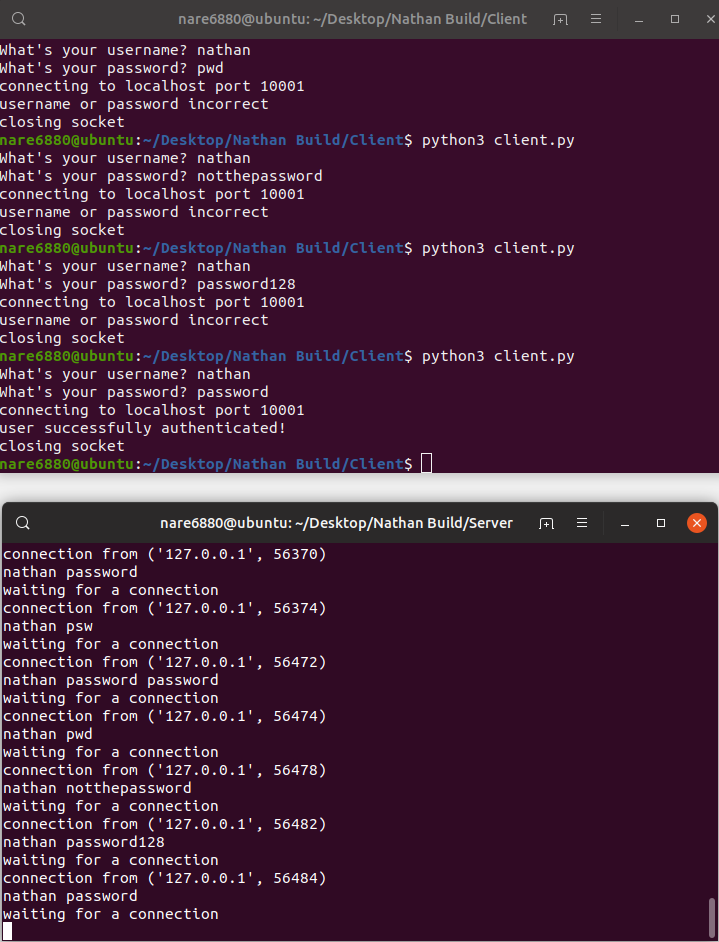 nare6880@ubuntu: ~/Desktop/Nathan Build/Client
What's your username? nathan
What's your password? pwd
connecting to localhost port 10001
username or password incorrect
closing socket
nare6880@ubuntu:~/Desktop/Nathan Build/Client$ python3 client.py
What's your username? nathan
What's your password? notthepassword
connecting to localhost port 10001
username or password incorrect
closing socket
nare6880@ubuntu:~/Desktop/Nathan Build/Client$ python3 client.py
What's your username? nathan
What's your password? password128
connecting to localhost port 10001
username or password incorrect
closing socket
nare6880@ubuntu:~/Desktop/Nathan Build/Client$ python3 client.py
What's your username? nathan
What's your password? password
connecting to localhost port 10001
user successfully authenticated!
closing socket
nare6880@ubuntu:~/Desktop/Nathan Build/Client$
nare6880@ubuntu: ~/Desktop/Nathan Build/Server
connection from ('127.0.0.1', 56370)
nathan password
waiting for a connection
connection from ('127.0.0.1', 56374)
nathan psw
waiting for a connection
connection from ('127.0.0.1', 56472)
nathan password password
waiting for a connection
connection from ('127.0.0.1', 56474)
nathan pwd
waiting for a connection
connection from ('127.0.0.1', 56478)
nathan notthepassword
waiting for a connection
connection from ('127.0.0.1', 56482)
nathan password128
waiting for a connection
connection from ('127.0.0.1', 56484)
nathan password
waiting for a connection